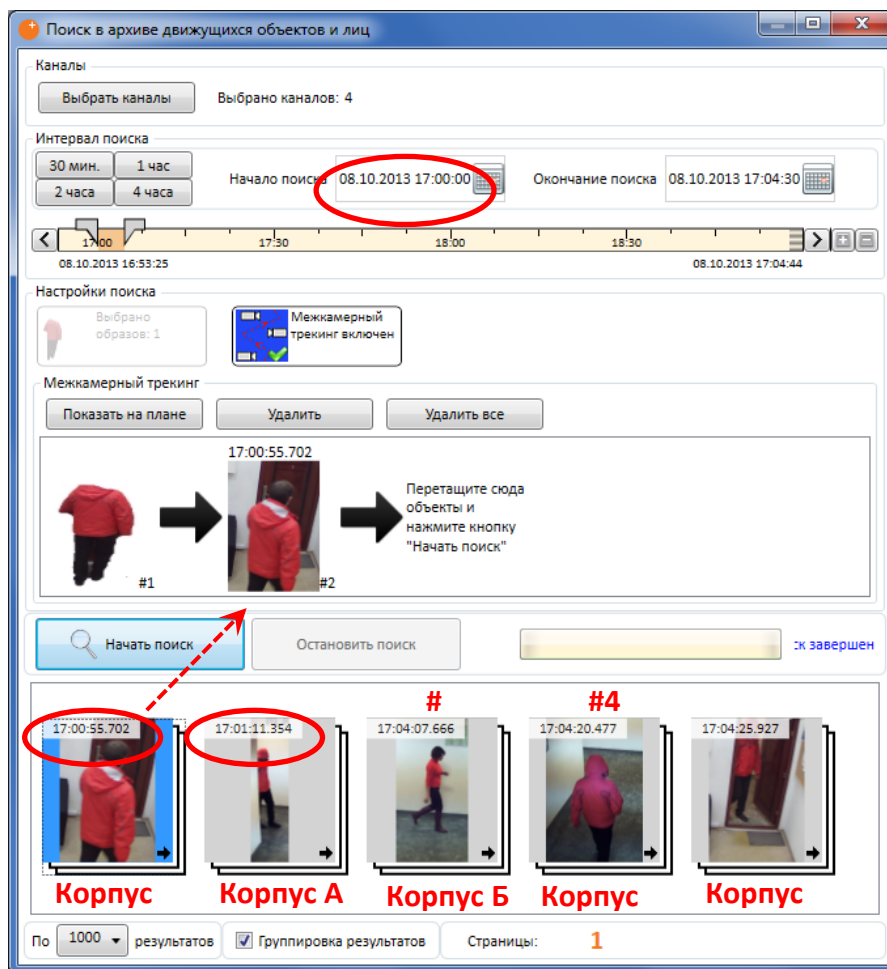 Поиск в архиве движущихся объектов и лиц
Каналы
Выбрать каналы Выбрано каналов: 4
Интервал поиска
30 мин. 1 час
2 часа 4 часа
Начало поиска 08.10.2013 17:00:00 Окончание поиска 08.10.2013 17:04:30
17:00 17:30 18:00 18:30
08.10.2013 16:53:25 08.10.2013 17:04:44
Настройки поиска
Выбрано
образов: 1
Межкамерный
трекинг включен
Межкамерный трекинг
Показать на плане Удалить Удалить все
17:00:55.702
Перетащите сюда
объекты и
нажмите кнопку
"Начать поиск"
#1 #2
Начать поиск Остановить поиск ск завершен
# #4
17:00:55.702 17:01:11.354 17:04:07.666 17:04:20.477 17:04:25.927
Корпус Корпус А Корпус Б Корпус Корпус
По 1000 результатов Группировка результатов Страницы: 1